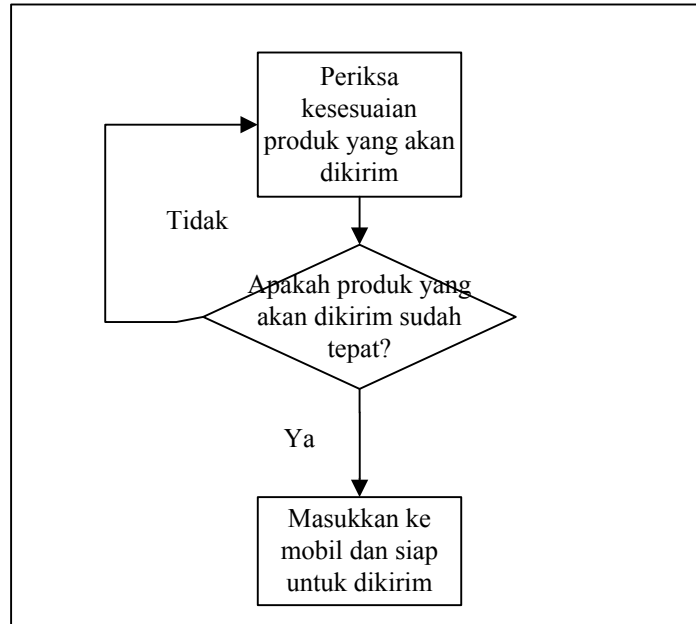 Periksa
kesesuaian
produk yang akan
dikirim
Tidak
Apakah produk yang
akan dikirim sudah
tepat?
Ya
Masukkan ke
mobil dan siap
untuk dikirim